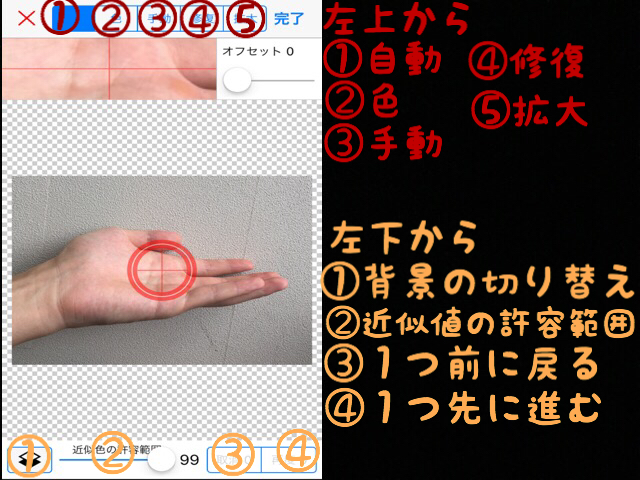 ① ② ③ ④ ⑤ 完了
オフセット 0
左上から
①自動 ④修復
②色 ⑤拡大
③手動
左下から
①背景の切り替え
②近似値の許容範囲
③1つ前に戻る
④1つ先に進む
近似色の許容範囲
① ② 99 ③ ④